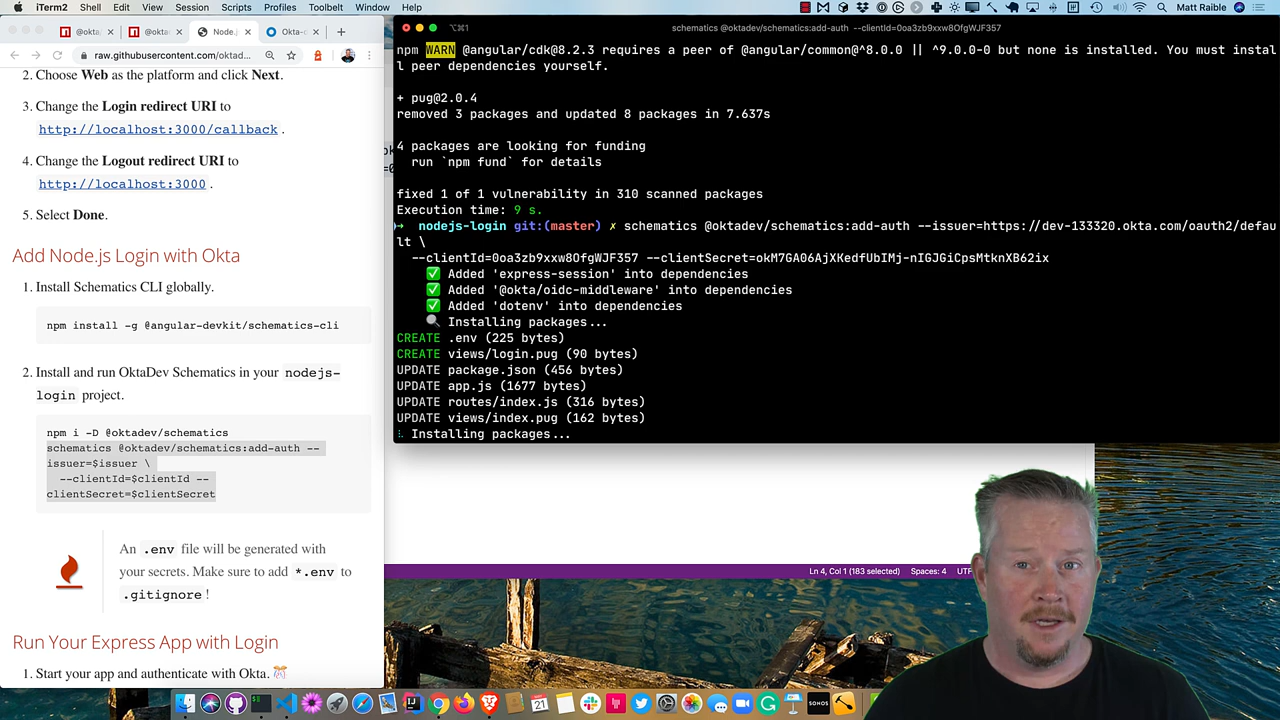 iTerm2 Shell Edit View Session Scripts Profiles Toolbelt Window Help
Matt Raible
@okta
@okta
Node.j
Okta-d
raw.githubusercontent.com/oktad...
2. Choose Web as the platform and click Next.
3. Change the Login redirect URI to
http://localhost:3000/callback .
4. Change the Logout redirect URI to
http://localhost:3000 .
5. Select Done.
Add Node.js Login with Okta
1. Install Schematics CLI globally.
npm install -g @angular-devkit/schematics-cli
2. Install and run OktaDev Schematics in your nodejs-
login project.
npm i -D @oktadev/schematics
schematics @oktadev/schematics:add-auth --
issuer=$issuer \
--clientId=$clientId --
clientSecret=$clientSecret
An .env file will be generated with
your secrets. Make sure to add *.env to
.gitignore !
Run Your Express App with Login
1. Start your app and authenticate with Okta.
⌥⌘1
schematics @oktadev/schematics:add-auth --clientId=0oa3zb9xxw8OfgWJF357
npm WARN @angular/cdk@8.2.3 requires a peer of @angular/common@^8.0.0 || ^9.0.0-0 but none is installed. You must instal
l peer dependencies yourself.
+ pug@2.0.4
removed 3 packages and updated 8 packages in 7.637s
4 packages are looking for funding
run `npm fund` for details
fixed 1 of 1 vulnerability in 310 scanned packages
Execution time: 9 s.
➜ nodejs-login git:(master) ✗ schematics @oktadev/schematics:add-auth --issuer=https://dev-133320.okta.com/oauth2/defau
lt \
--clientId=0oa3zb9xxw8OfgWJF357 --clientSecret=okM7GA06AjXKedfUbIMj-nIGJGiCpsMtknXB62ix
✅ Added 'express-session' into dependencies
✅ Added '@okta/oidc-middleware' into dependencies
✅ Added 'dotenv' into dependencies
🔍 Installing packages...
CREATE .env (225 bytes)
CREATE views/login.pug (90 bytes)
UPDATE package.json (456 bytes)
UPDATE app.js (1677 bytes)
UPDATE routes/index.js (316 bytes)
UPDATE views/index.pug (162 bytes)
Installing packages...
Ln 4, Col 1 (183 selected) Spaces: 4 UTF
21
SONOS